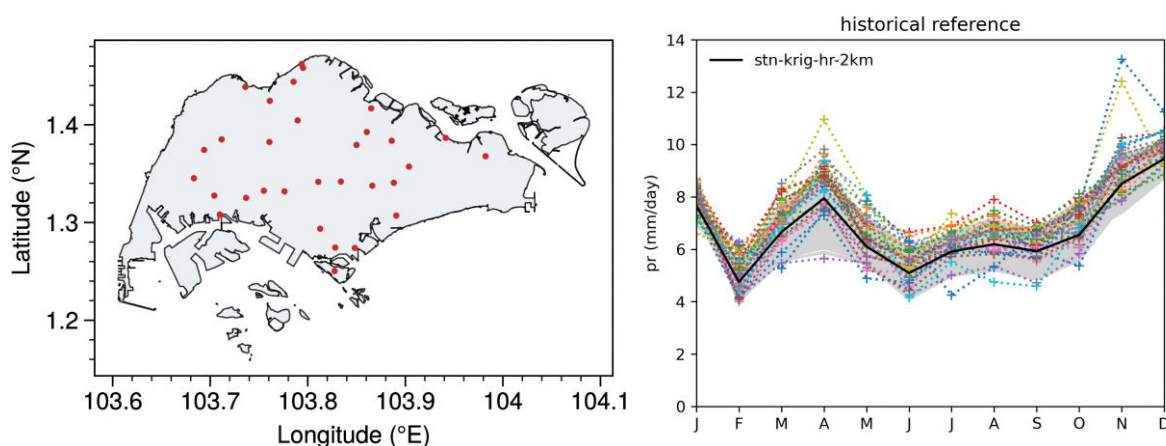 historical reference
stn-krig-hr-2km
Latitude (°N)
1.4
1.3
1.2
103.6 103.7 103.8 103.9 104 104.1
Longitude (°E)
pr (mm/day)
14
12
10
8
6
4
2
0
J F M A M J J A S O N D